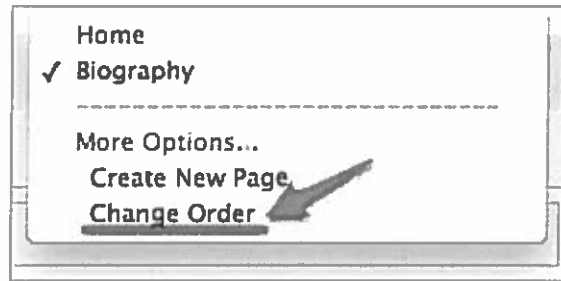 Home
✓ Biography
More Options...
Create New Page
Change Order